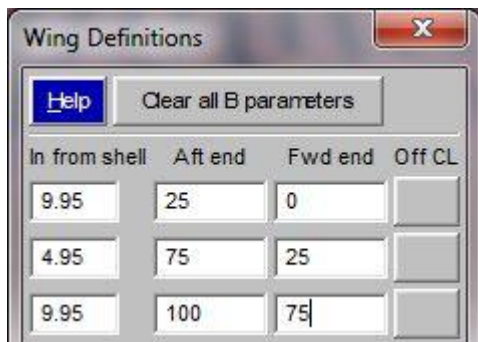 Wing Definitions
Help Clear all B parameters
In from shell Aft end Fwd end Off CL
9.95 25 0
4.95 75 25
9.95 100 75